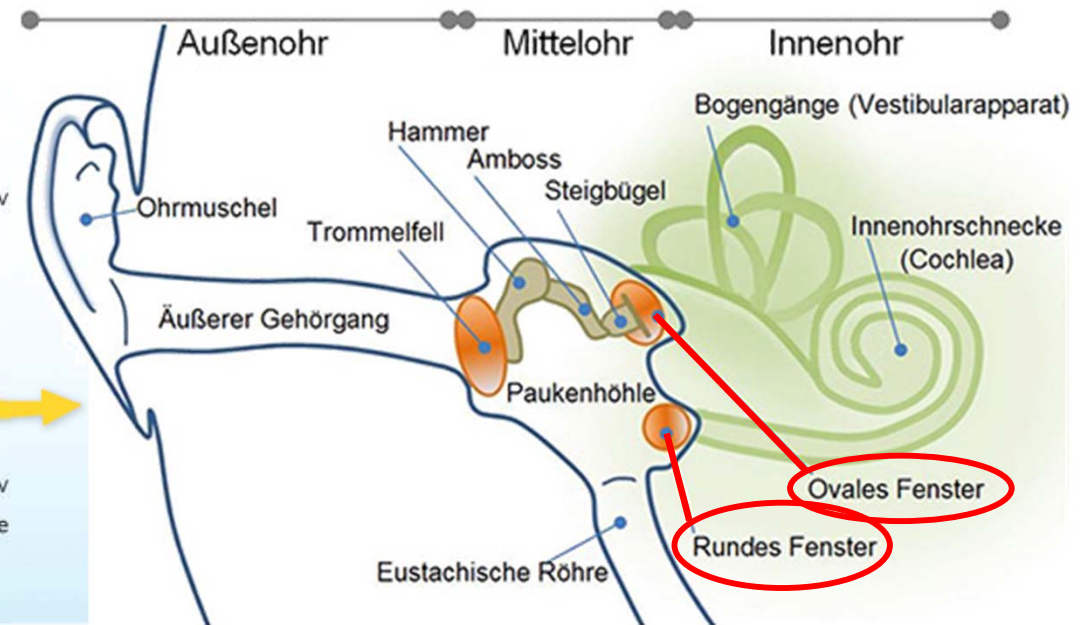 Außenohr
Mittelohr
Innenohr
Bogengänge (Vestibularapparat)
Hammer
Amboss
Steigbügel
Ohrmuschel
Trommelfell
Innenohrschnecke
(Cochlea)
Äußerer Gehörgang
Paukenhöhle
Ovales Fenster
Rundes Fenster
Eustachische Röhre